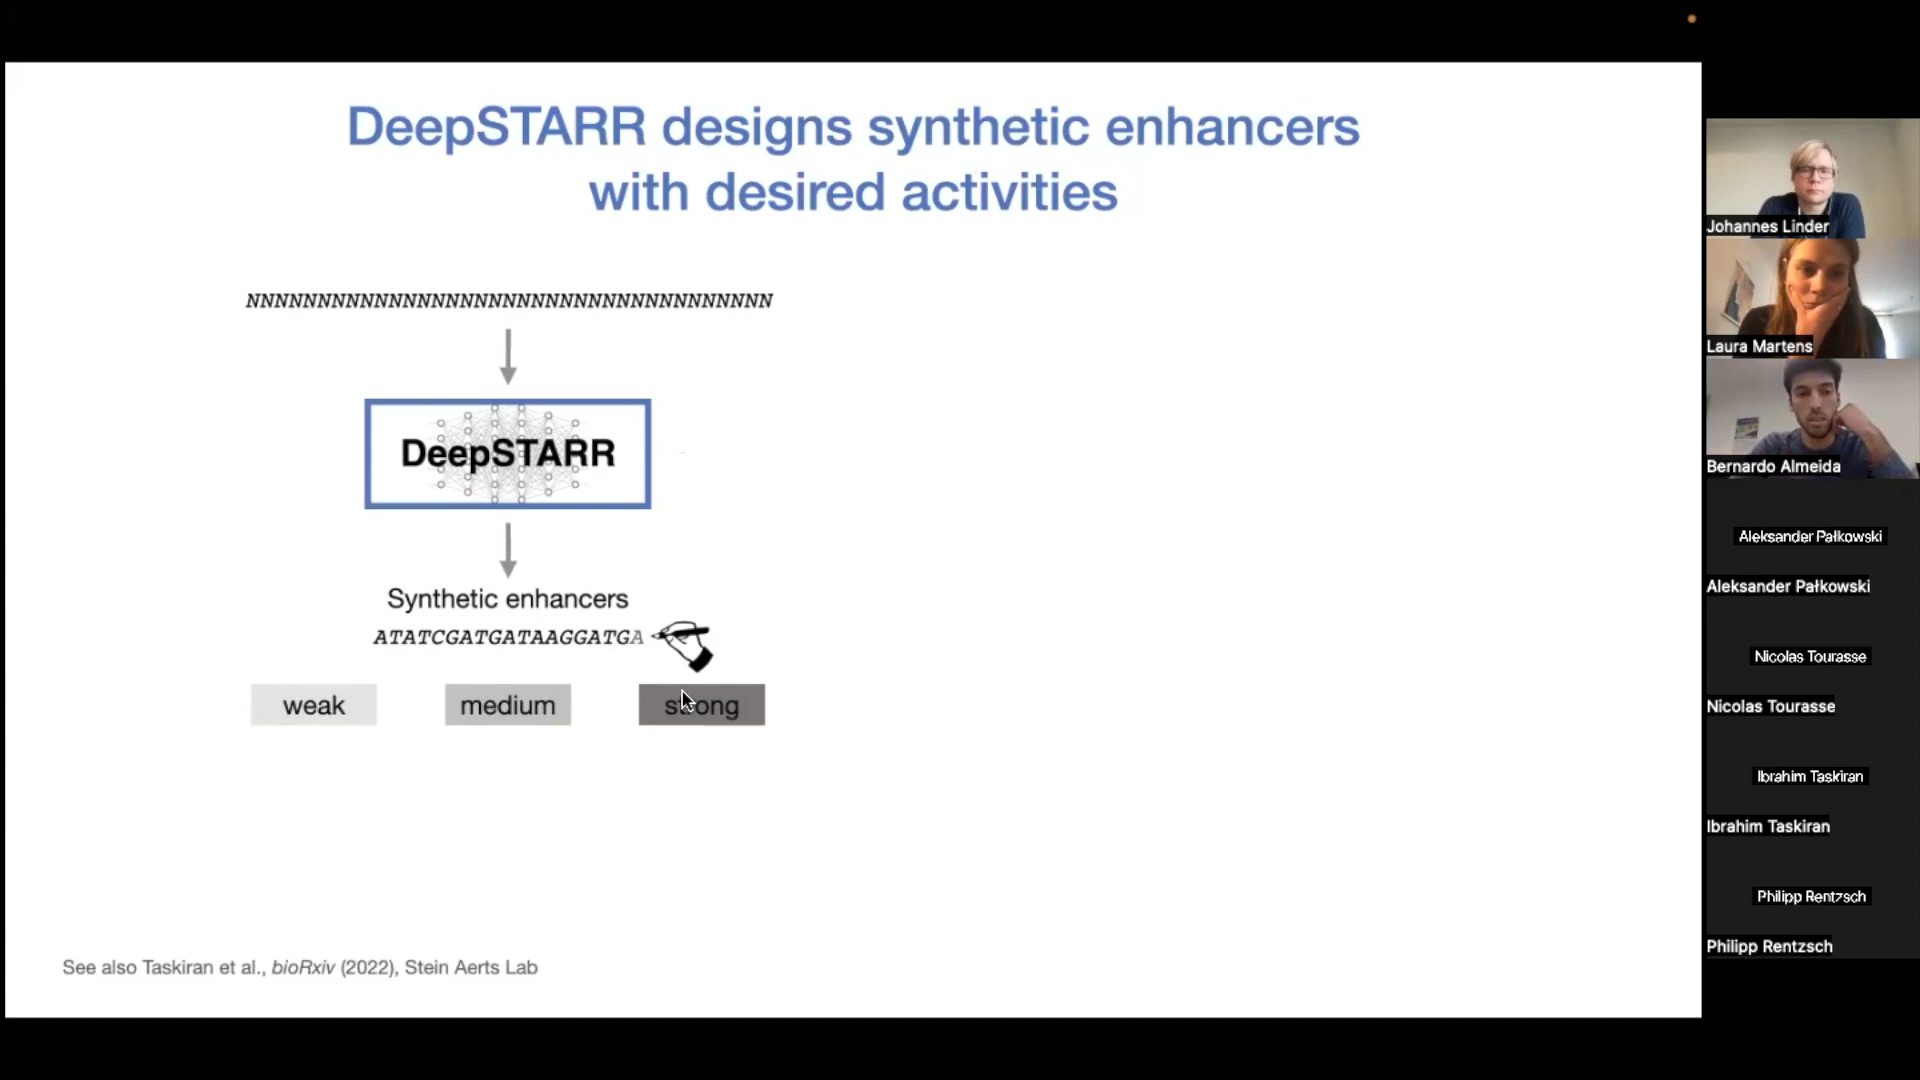 DeepSTARR designs synthetic enhancers
with desired activities
NNNNNNNNNNNNNNNNNNNNNNNNNNNNNNNNNNNNN
DeepSTARR
Synthetic enhancers
ATATCGATGATAAGGATGA
weak
medium
strong
See also Taskiran et al., bioRxiv (2022), Stein Aerts Lab
Johannes Linder
Laura Martens
Bernardo Almeida
Aleksander Pałkowski
Aleksander Pałkowski
Nicolas Tourasse
Nicolas Tourasse
Ibrahim Taskiran
Ibrahim Taskiran
Philipp Rentzsch
Philipp Rentzsch